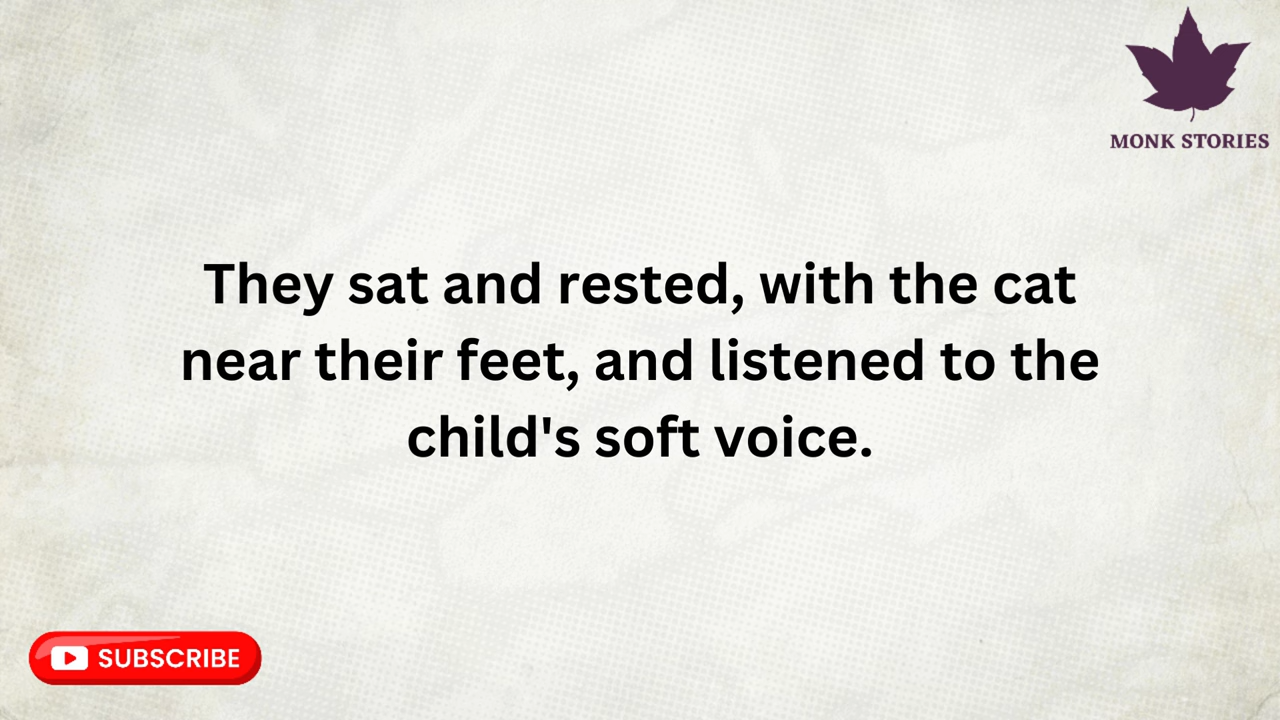 MONK STORIES
They sat and rested, with the cat
near their feet, and listened to the
child's soft voice.
SUBSCRIBE